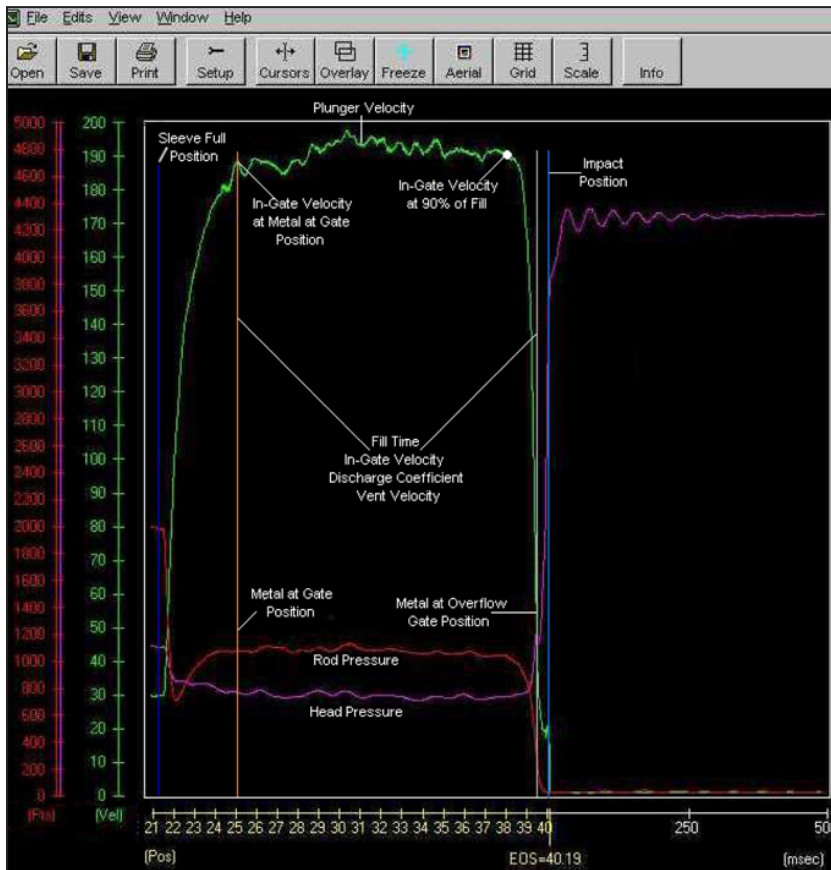 File Edits View Window Help
Open Save Print Setup Cursors Overlay Freeze Aerial Grid Scale Info
Plunger Velocity
Sleeve Full
Position
In-Gate Velocity
at Metal at Gate
Position
In-Gate Velocity
at 90% of Fill
Impact
Position
Fill Time
In-Gate Velocity
Discharge Coefficient
Vent Velocity
Metal at Gate
Position
Metal at Overflow
Gate Position
Rod Pressure
Head Pressure
5000
4800
4600
4400
4200
4000
3800
3600
3400
3200
3000
2800
2600
2400
2200
2000
1800
1600
1400
1200
1000
800
600
400
200
0
200
190
180
170
160
150
140
130
120
110
100
90
80
70
60
50
40
30
20
10
0
(Vel)
21 22 23 24 25 26 27 28 29 30 31 32 33 34 35 36 37 38 39 40 250
(Pos) EOS=40.19 (msec)